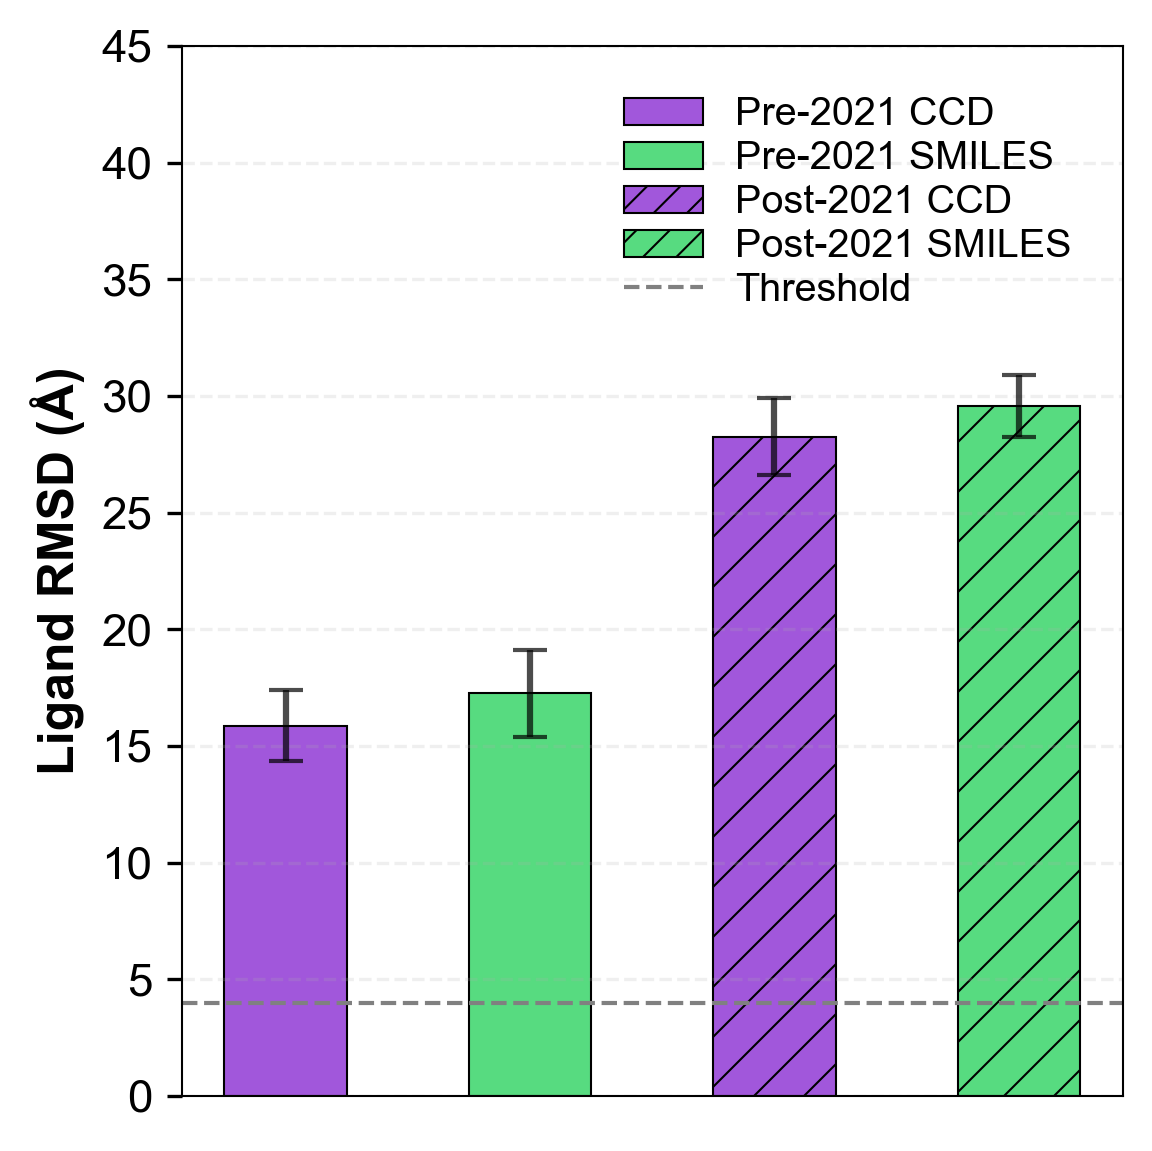 45
40
35
30
25
20
15
10
5
0
Ligand RMSD (Å)
Pre-2021 CCD
Pre-2021 SMILES
Post-2021 CCD
Post-2021 SMILES
Threshold